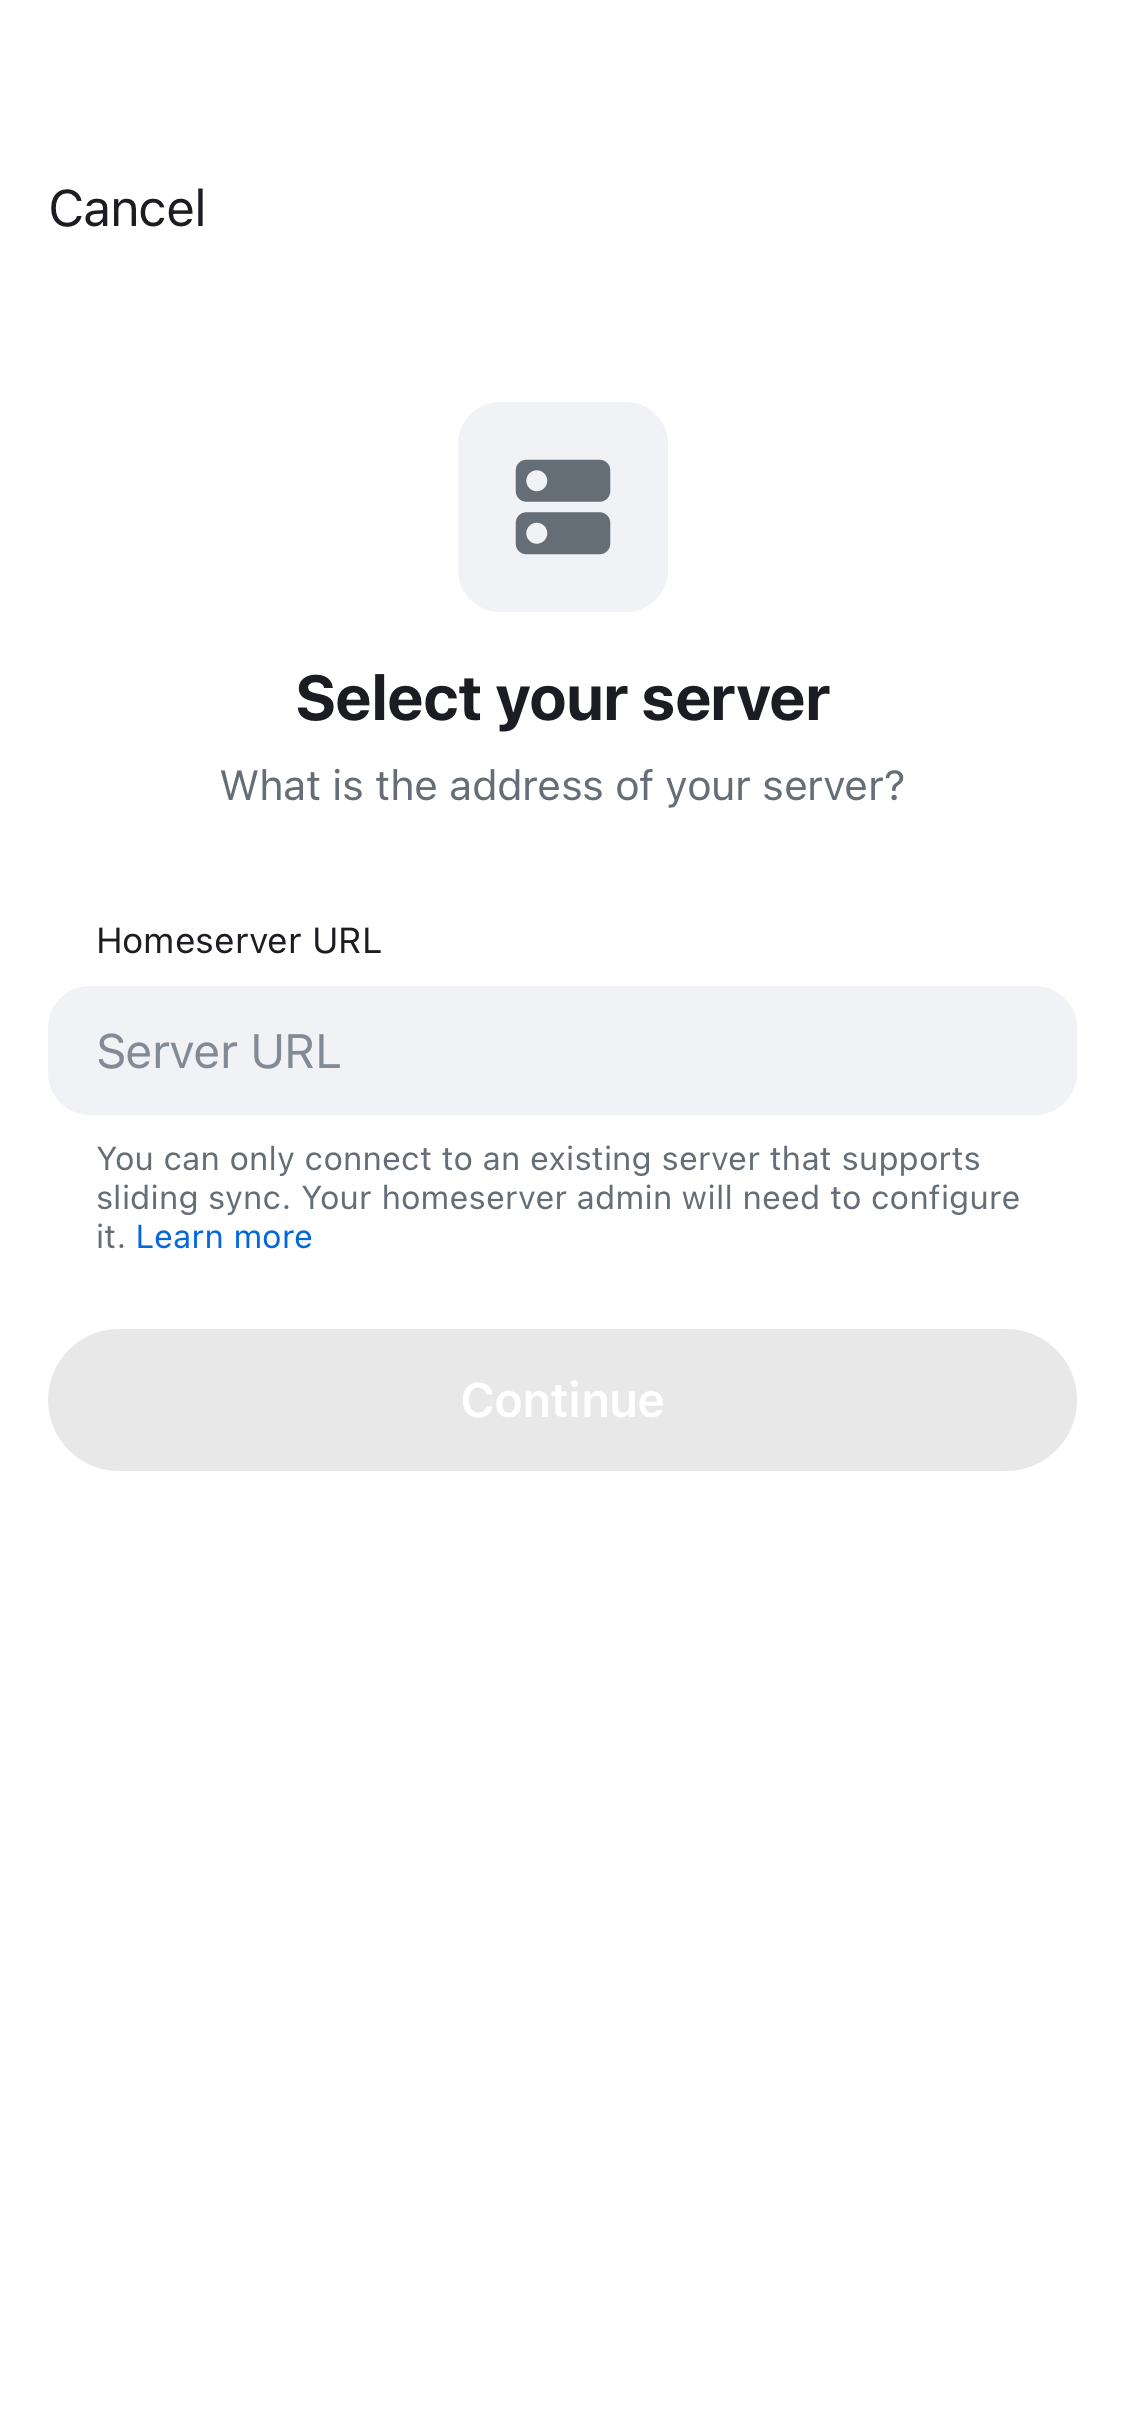 Cancel
Select your server
What is the address of your server?
Homeserver URL
Server URL
You can only connect to an existing server that supports
sliding sync. Your homeserver admin will need to configure
it. Learn more
Continue